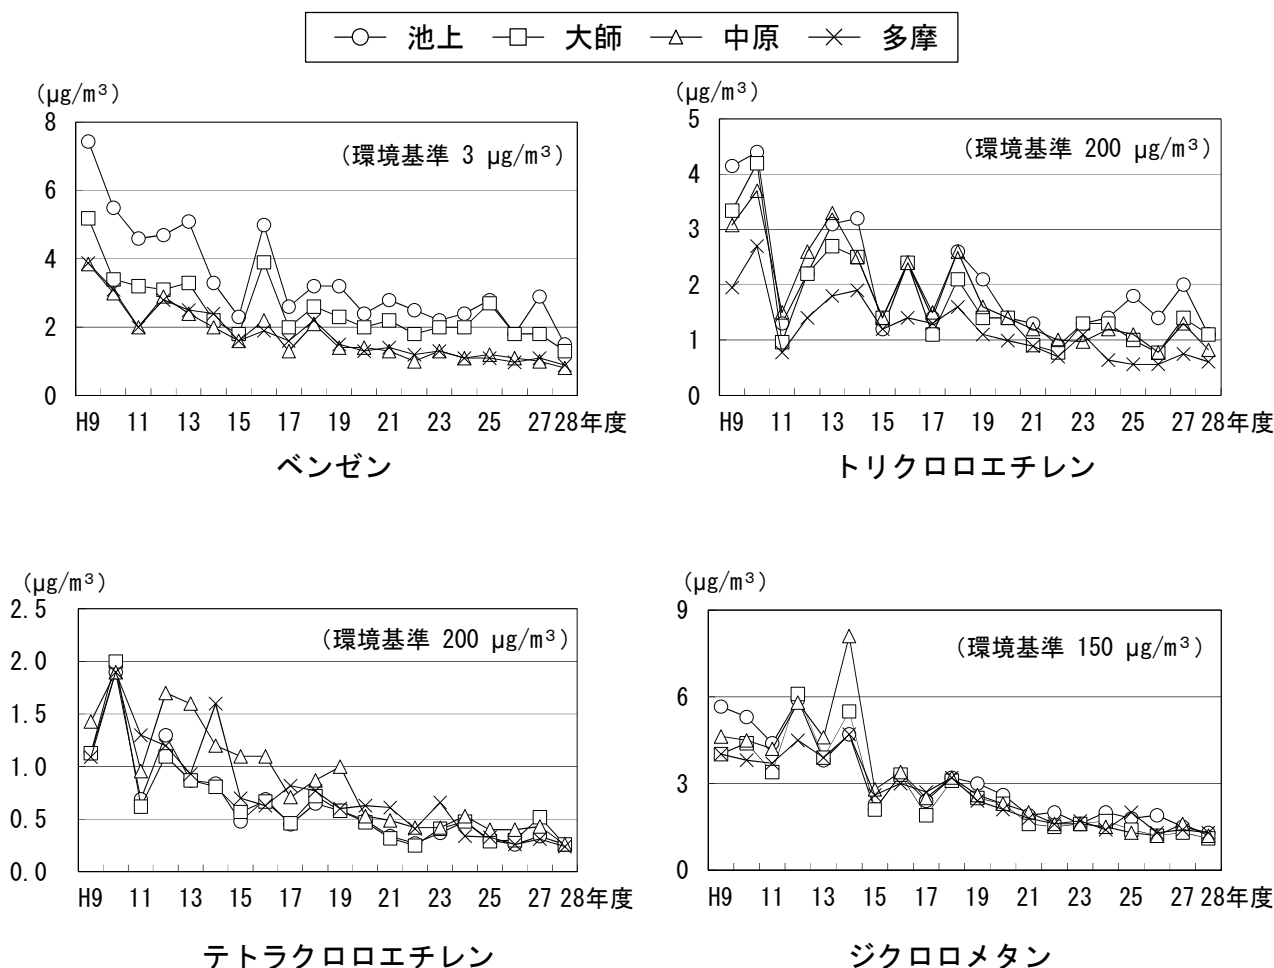 池上 大師 中原 多摩
(μg/m³)
8
(環境基準 3 μg/m³)
6
4
2
0
H9 11 13 15 17 19 21 23 25 27 28年度
ベンゼン
(μg/m³)
5
(環境基準 200 μg/m³)
4
3
2
1
0
H9 11 13 15 17 19 21 23 25 27 28年度
トリクロロエチレン
(μg/m³)
2.5
(環境基準 200 μg/m³)
2.0
1.5
1.0
0.5
0.0
H9 11 13 15 17 19 21 23 25 27 28年度
テトラクロロエチレン
(μg/m³)
9
(環境基準 150 μg/m³)
6
3
0
H9 11 13 15 17 19 21 23 25 27 28年度
ジクロロメタン